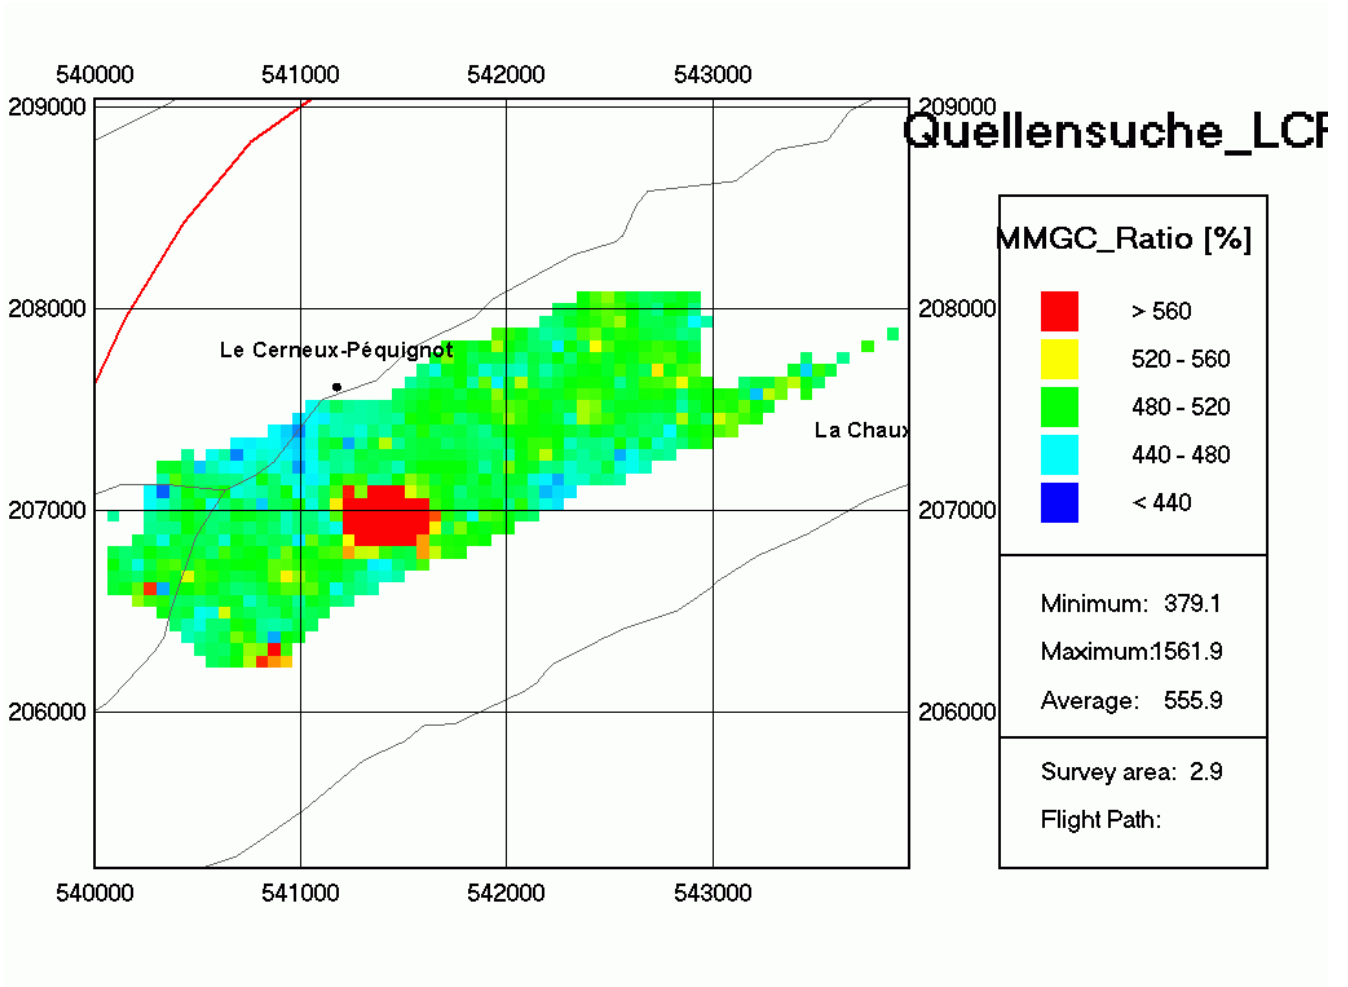 540000 541000 542000 543000
209000 209000
Quellensuche_LCP
MMGC_Ratio [%]
> 560
208000 208000
Le Cerneux-Péquignot
520 - 560
480 - 520
La Chaux
440 - 480
< 440
207000 207000
Minimum: 379.1
Maximum:1561.9
Average: 555.9
206000 206000
Survey area: 2.9
Flight Path:
540000 541000 542000 543000